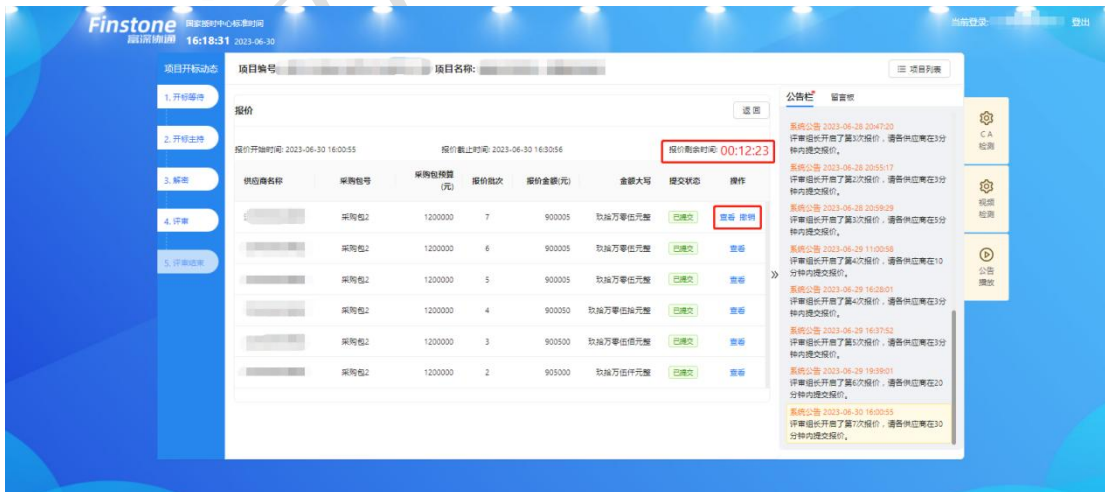 Finstone
富深协通
国家授时中心标准时间
16:18:31 2023-06-30
当前登录:
登出
项目开标动态
1. 开标等待
2. 开标主持
3. 解密
4. 评审
5. 评审结束
项目编号
项目名称:
项目列表
报价
返回
报价开始时间: 2023-06-30 16:00:55
报价截止时间: 2023-06-30 16:30:56
报价剩余时间: 00:12:23
供应商名称 采购包号 采购包预算(元) 报价批次 报价金额(元) 金额大写 提交状态 操作
采购包2 1200000 7 900005 玖拾万零伍元整 已提交 查看 撤销
采购包2 1200000 6 900005 玖拾万零伍元整 已提交 查看
采购包2 1200000 5 900005 玖拾万零伍元整 已提交 查看
采购包2 1200000 4 900050 玖拾万零伍拾元整 已提交 查看
采购包2 1200000 3 900500 玖拾万零伍佰元整 已提交 查看
采购包2 1200000 2 905000 玖拾万伍仟元整 已提交 查看
公告栏 留言板
系统公告 2023-06-28 20:47:20
评审组长开启了第3次报价，请各供应商在3分
钟内提交报价。
系统公告 2023-06-28 20:55:17
评审组长开启了第2次报价，请各供应商在3分
钟内提交报价。
系统公告 2023-06-28 20:59:29
评审组长开启了第3次报价，请各供应商在5分
钟内提交报价。
系统公告 2023-06-29 11:00:58
评审组长开启了第4次报价，请各供应商在10
分钟内提交报价。
系统公告 2023-06-29 16:28:01
评审组长开启了第4次报价，请各供应商在3分
钟内提交报价。
系统公告 2023-06-29 16:37:52
评审组长开启了第5次报价，请各供应商在3分
钟内提交报价。
系统公告 2023-06-29 19:59:01
评审组长开启了第6次报价，请各供应商在20
分钟内提交报价。
系统公告 2023-06-30 16:00:55
评审组长开启了第7次报价，请各供应商在30
分钟内提交报价。
CA
检测
视频
检测
公告
播放